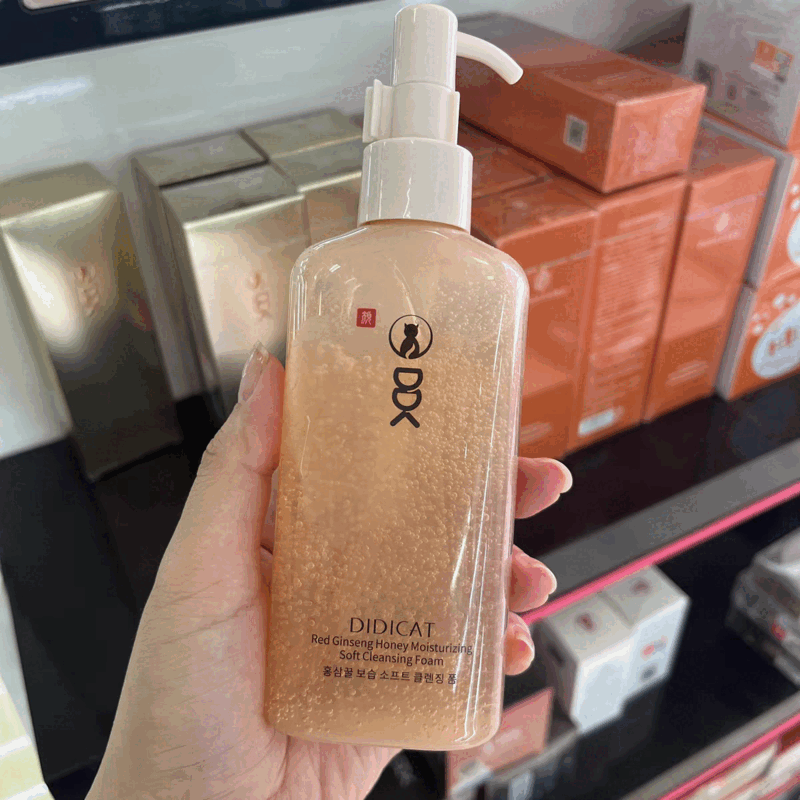 DDK
DIDICAT
Red Ginseng Honey Moisturizing
Soft Cleansing Foam
홍삼꿀 보습 소프트 클렌징 폼